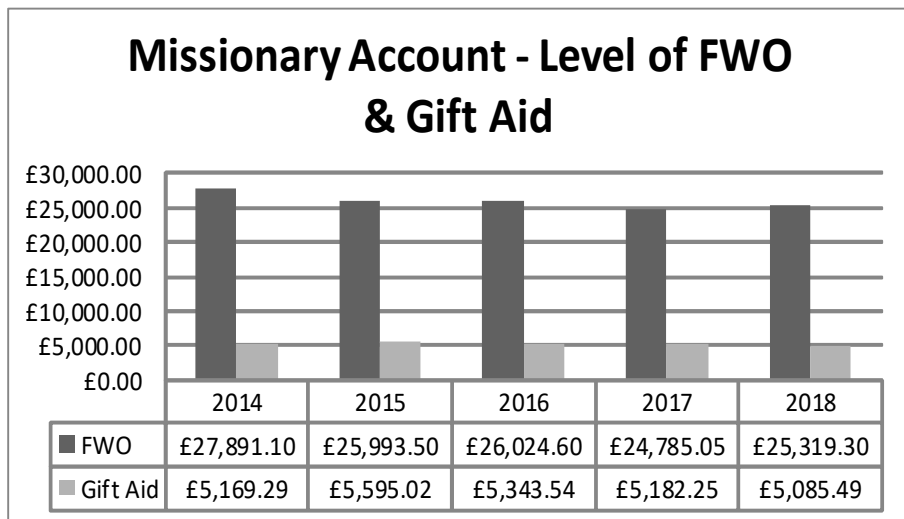 Missionary Account - Level of FWO
& Gift Aid
£30,000.00
£25,000.00
£20,000.00
£15,000.00
£10,000.00
£5,000.00
£0.00
2014 2015 2016 2017 2018
FWO £27,891.10 £25,993.50 £26,024.60 £24,785.05 £25,319.30
Gift Aid £5,169.29 £5,595.02 £5,343.54 £5,182.25 £5,085.49